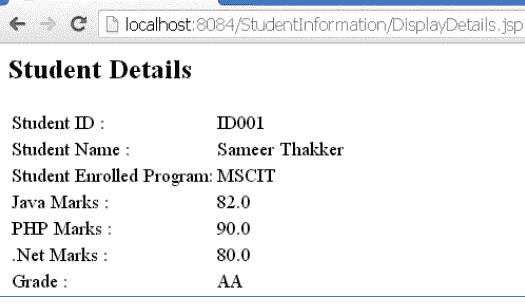 localhost:8084/StudentInformation/DisplayDetails.jsp
Student Details
Student ID : ID001
Student Name : Sameer Thakker
Student Enrolled Program: MSCIT
Java Marks : 82.0
PHP Marks : 90.0
.Net Marks : 80.0
Grade : AA